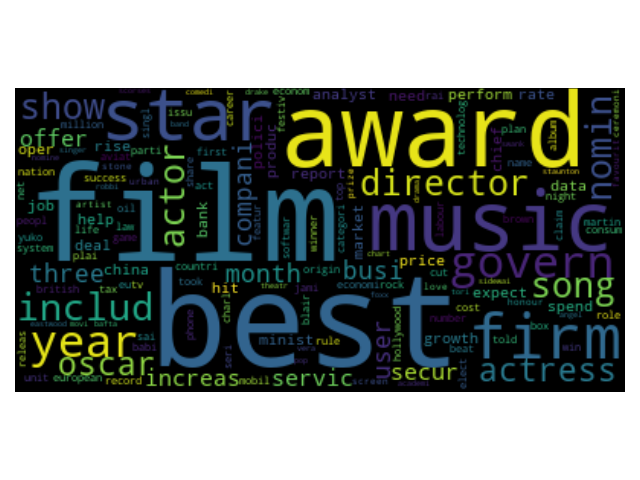 show
star
award
nomin
offer
film
music
director
actor
compani
best
firm
govern
song
year
oscar
includ
actress
three
month
busi
increas
servic
secur
user
growth
expect
spend
price
market
report
analyst
need
perform
rate
technolog
chief
plan
name
album
ceremoni
data
night
claim
martin
consum
labour
brown
job
help
life
deal
rise
issu
parti
million
oper
nation
success
peopl
system
yuko
artist
oil
law
game
china
british
tax
bank
act
first
urban
share
polici
produc
career
comedi
drake
econom
festiv
singl
band
hit
took
countri
origin
softwar
winner
categori
prize
top
chart
cut
love
cost
number
honour
box
role
told
beat
win
elect
hollywood
rule
minist
blair
jami
charl
theatr
rock
foxx
phone
seri
mobil
record
european
unit
releas
eastwood
movi
bafta
sai
babi
tv
screen
staunton
stone
robbi
plai
net
featur